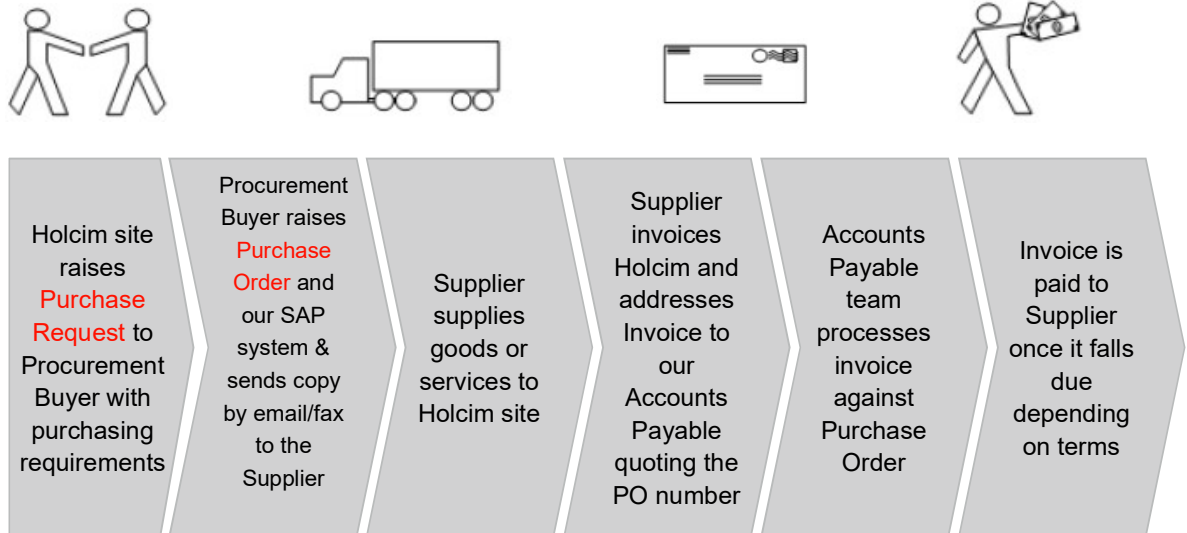 Holcim site
raises
Purchase
Request to
Procurement
Buyer with
purchasing
requirements
Procurement
Buyer raises
Purchase
Order and
our SAP
system &
sends copy
by email/fax
to the
Supplier
Supplier
supplies
goods or
services to
Holcim site
Supplier
invoices
Holcim and
addresses
Invoice to
our
Accounts
Payable
quoting the
PO number
Accounts
Payable
team
processes
invoice
against
Purchase
Order
Invoice is
paid to
Supplier
once it falls
due
depending
on terms